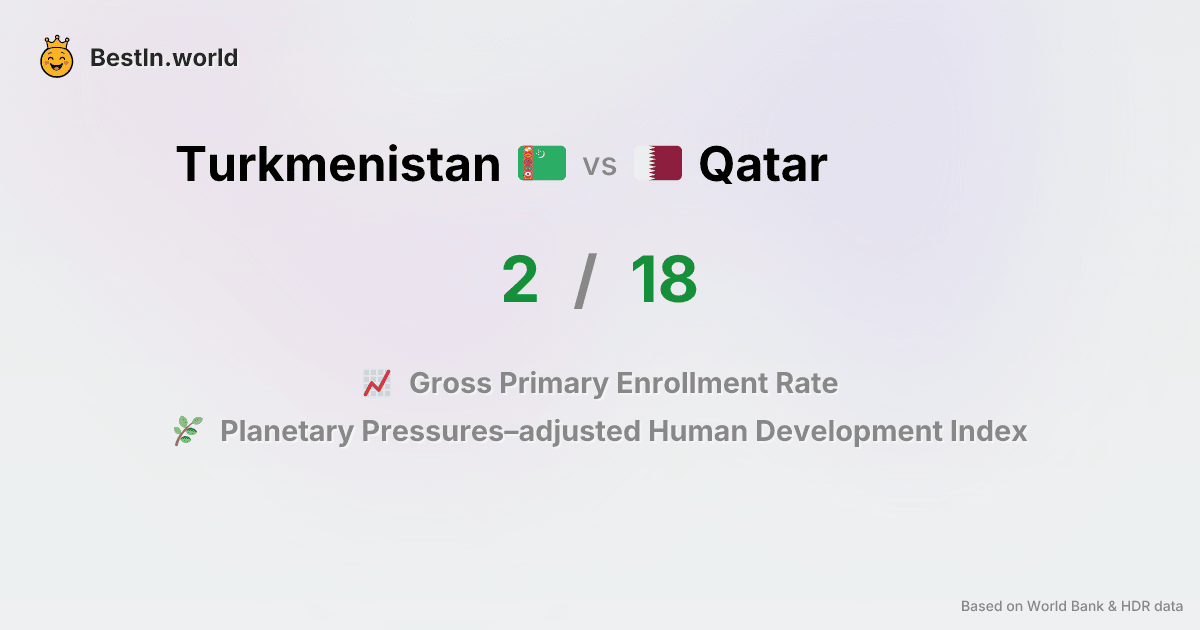 BestIn.world
Turkmenistan vs Qatar
2 / 18
Gross Primary Enrollment Rate
Planetary Pressures–adjusted Human Development Index
Based on World Bank & HDR data